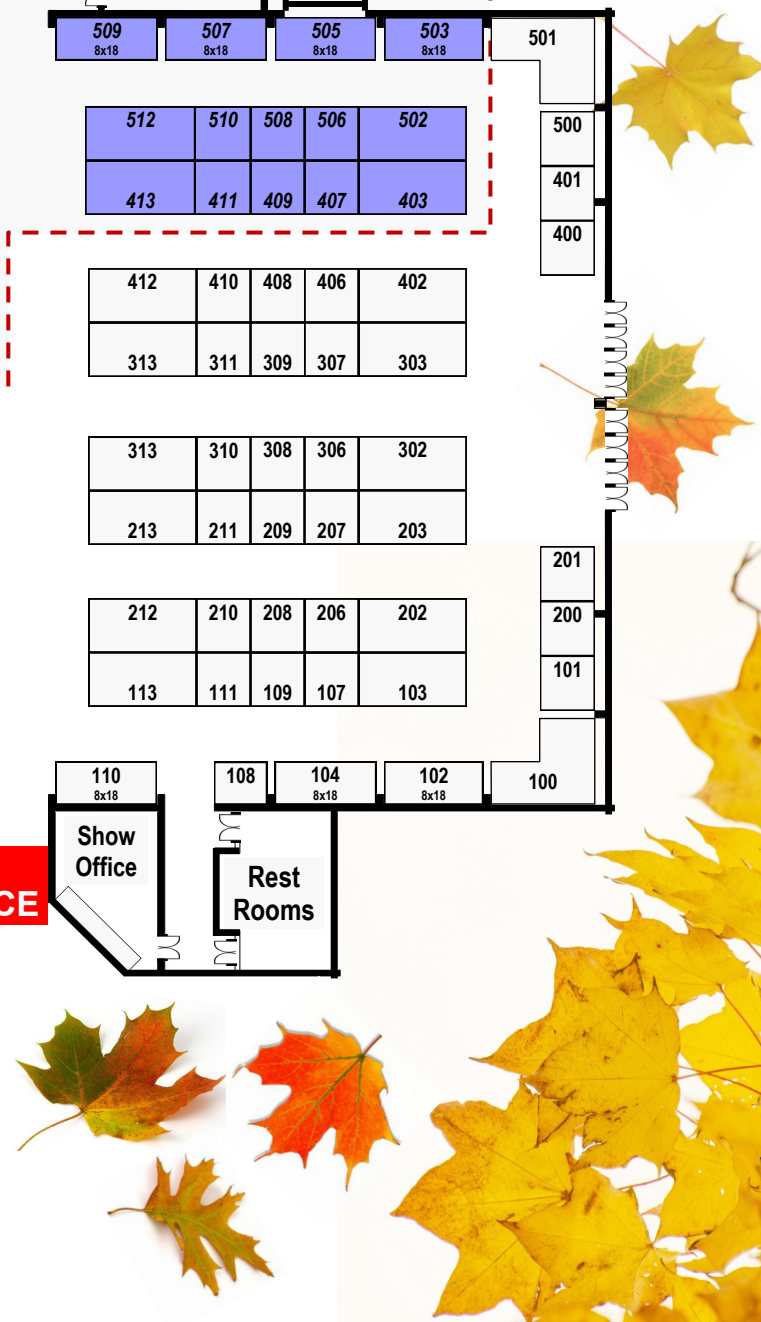 509 507 505 503 501
8x18 8x18 8x18 8x18
512 510 508 506 502 500
413 411 409 407 403 401
400
412 410 408 406 402
313 311 309 307 303
313 310 308 306 302
213 211 209 207 203
201
212 210 208 206 202 200
113 111 109 107 103 101
110 108 104 102 100
8x18 8x18 8x18
Show
Office
Rest
Rooms
CE